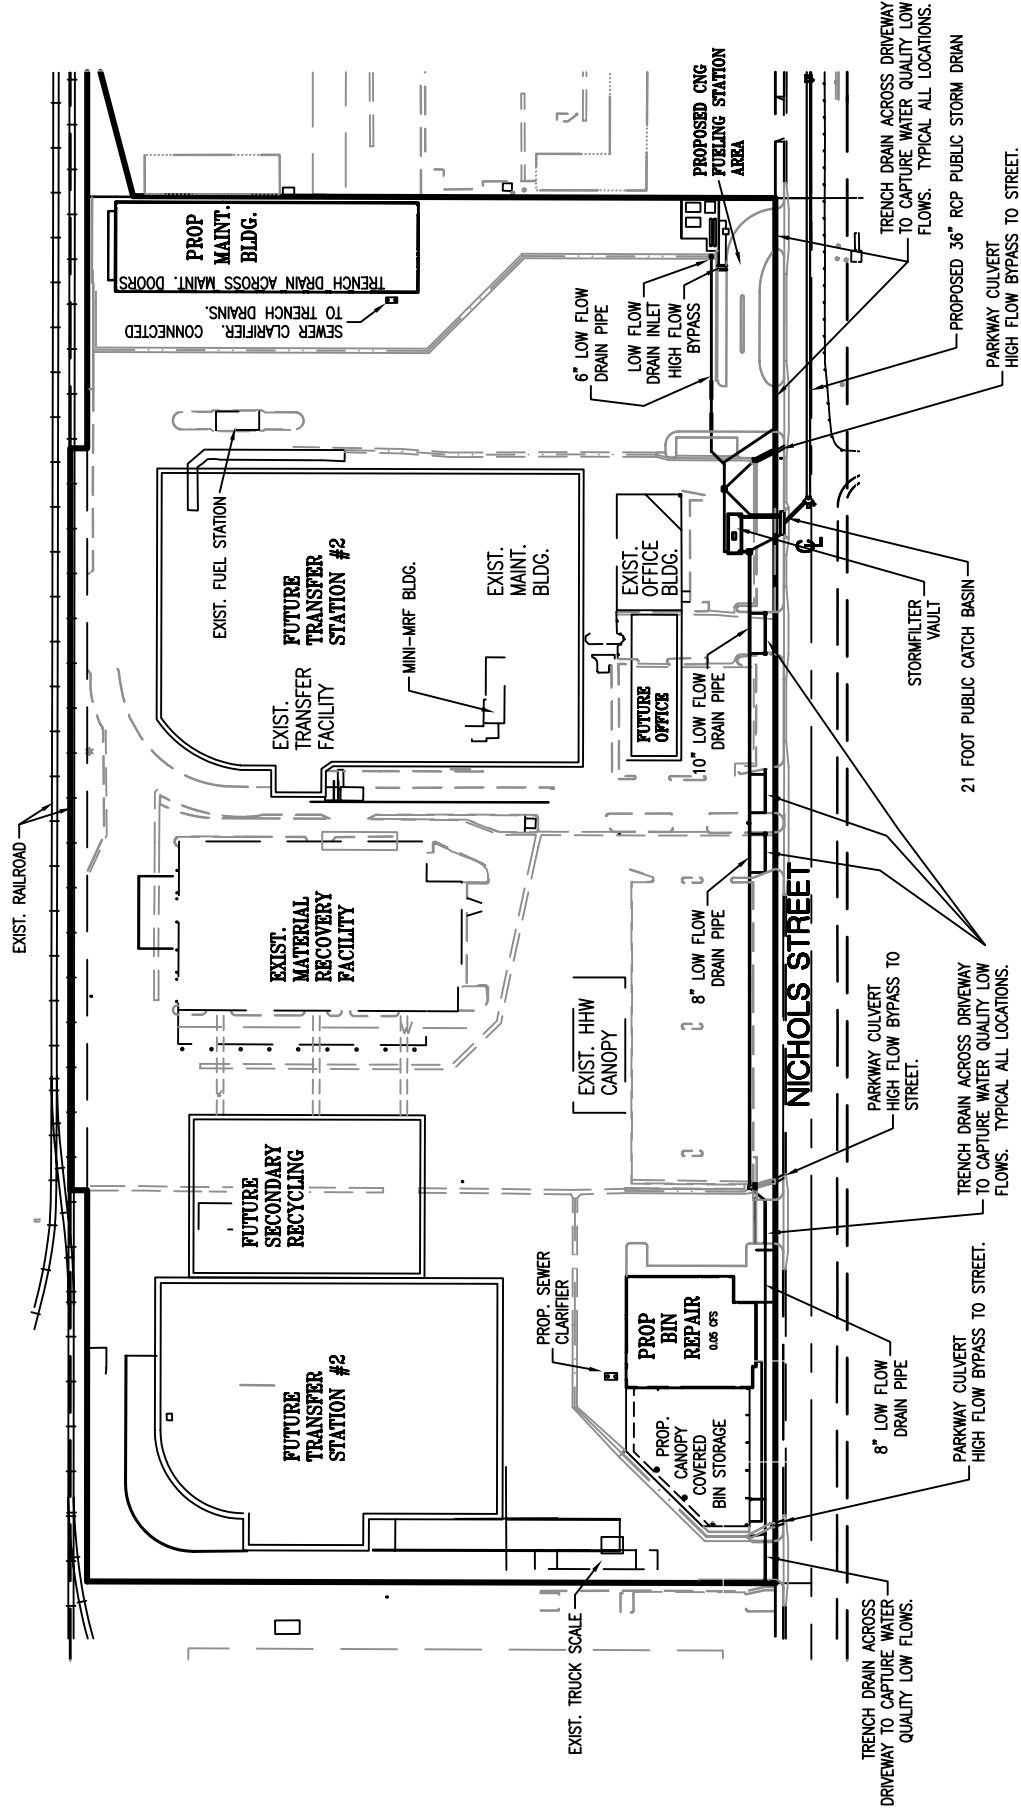 EXIST. RAILROAD
PROP
MAINT.
BLDG.
TRENCH DRAIN ACROSS MAINT. DOORS
SEWER CLARIFIER. CONNECTED
TO TRENCH DRAINS.
EXIST. FUEL STATION
FUTURE
TRANSFER
STATION #2
EXIST.
TRANSFER
FACILITY
MINI-MRF BLDG.
EXIST.
MAINT.
BLDG.
EXIST.
OFFICE
BLDG.
FUTURE
OFFICE
EXIST.
MATERIAL
RECOVERY
FACILITY
EXIST. HHW
CANOPY
FUTURE
SECONDARY
RECYCLING
FUTURE
TRANSFER
STATION #2
PROP. SEWER
CLARIFIER
PROP
BIN
REPAIR
0.05 CFS
PROP.
CANOPY
COVERED
BIN STORAGE
EXIST. TRUCK SCALE
6" LOW FLOW
DRAIN PIPE
LOW FLOW
DRAIN INLET
HIGH FLOW
BYPASS
PROPOSED CNG
FUELING STATION
AREA
10" LOW FLOW
DRAIN PIPE
8" LOW FLOW
DRAIN PIPE
NICHOLS STREET
CL
TRENCH DRAIN ACROSS DRIVEWAY
TO CAPTURE WATER QUALITY LOW
FLOWS. TYPICAL ALL LOCATIONS.
PROPOSED 36" RCP PUBLIC STORM DRIAN
PARKWAY CULVERT
HIGH FLOW BYPASS TO STREET.
STORMFILTER
VAULT
21 FOOT PUBLIC CATCH BASIN
PARKWAY CULVERT
HIGH FLOW BYPASS TO
STREET.
TRENCH DRAIN ACROSS DRIVEWAY
TO CAPTURE WATER QUALITY LOW
FLOWS. TYPICAL ALL LOCATIONS.
8" LOW FLOW
DRAIN PIPE
PARKWAY CULVERT
HIGH FLOW BYPASS TO STREET.
TRENCH DRAIN ACROSS
DRIVEWAY TO CAPTURE WATER
QUALITY LOW FLOWS.